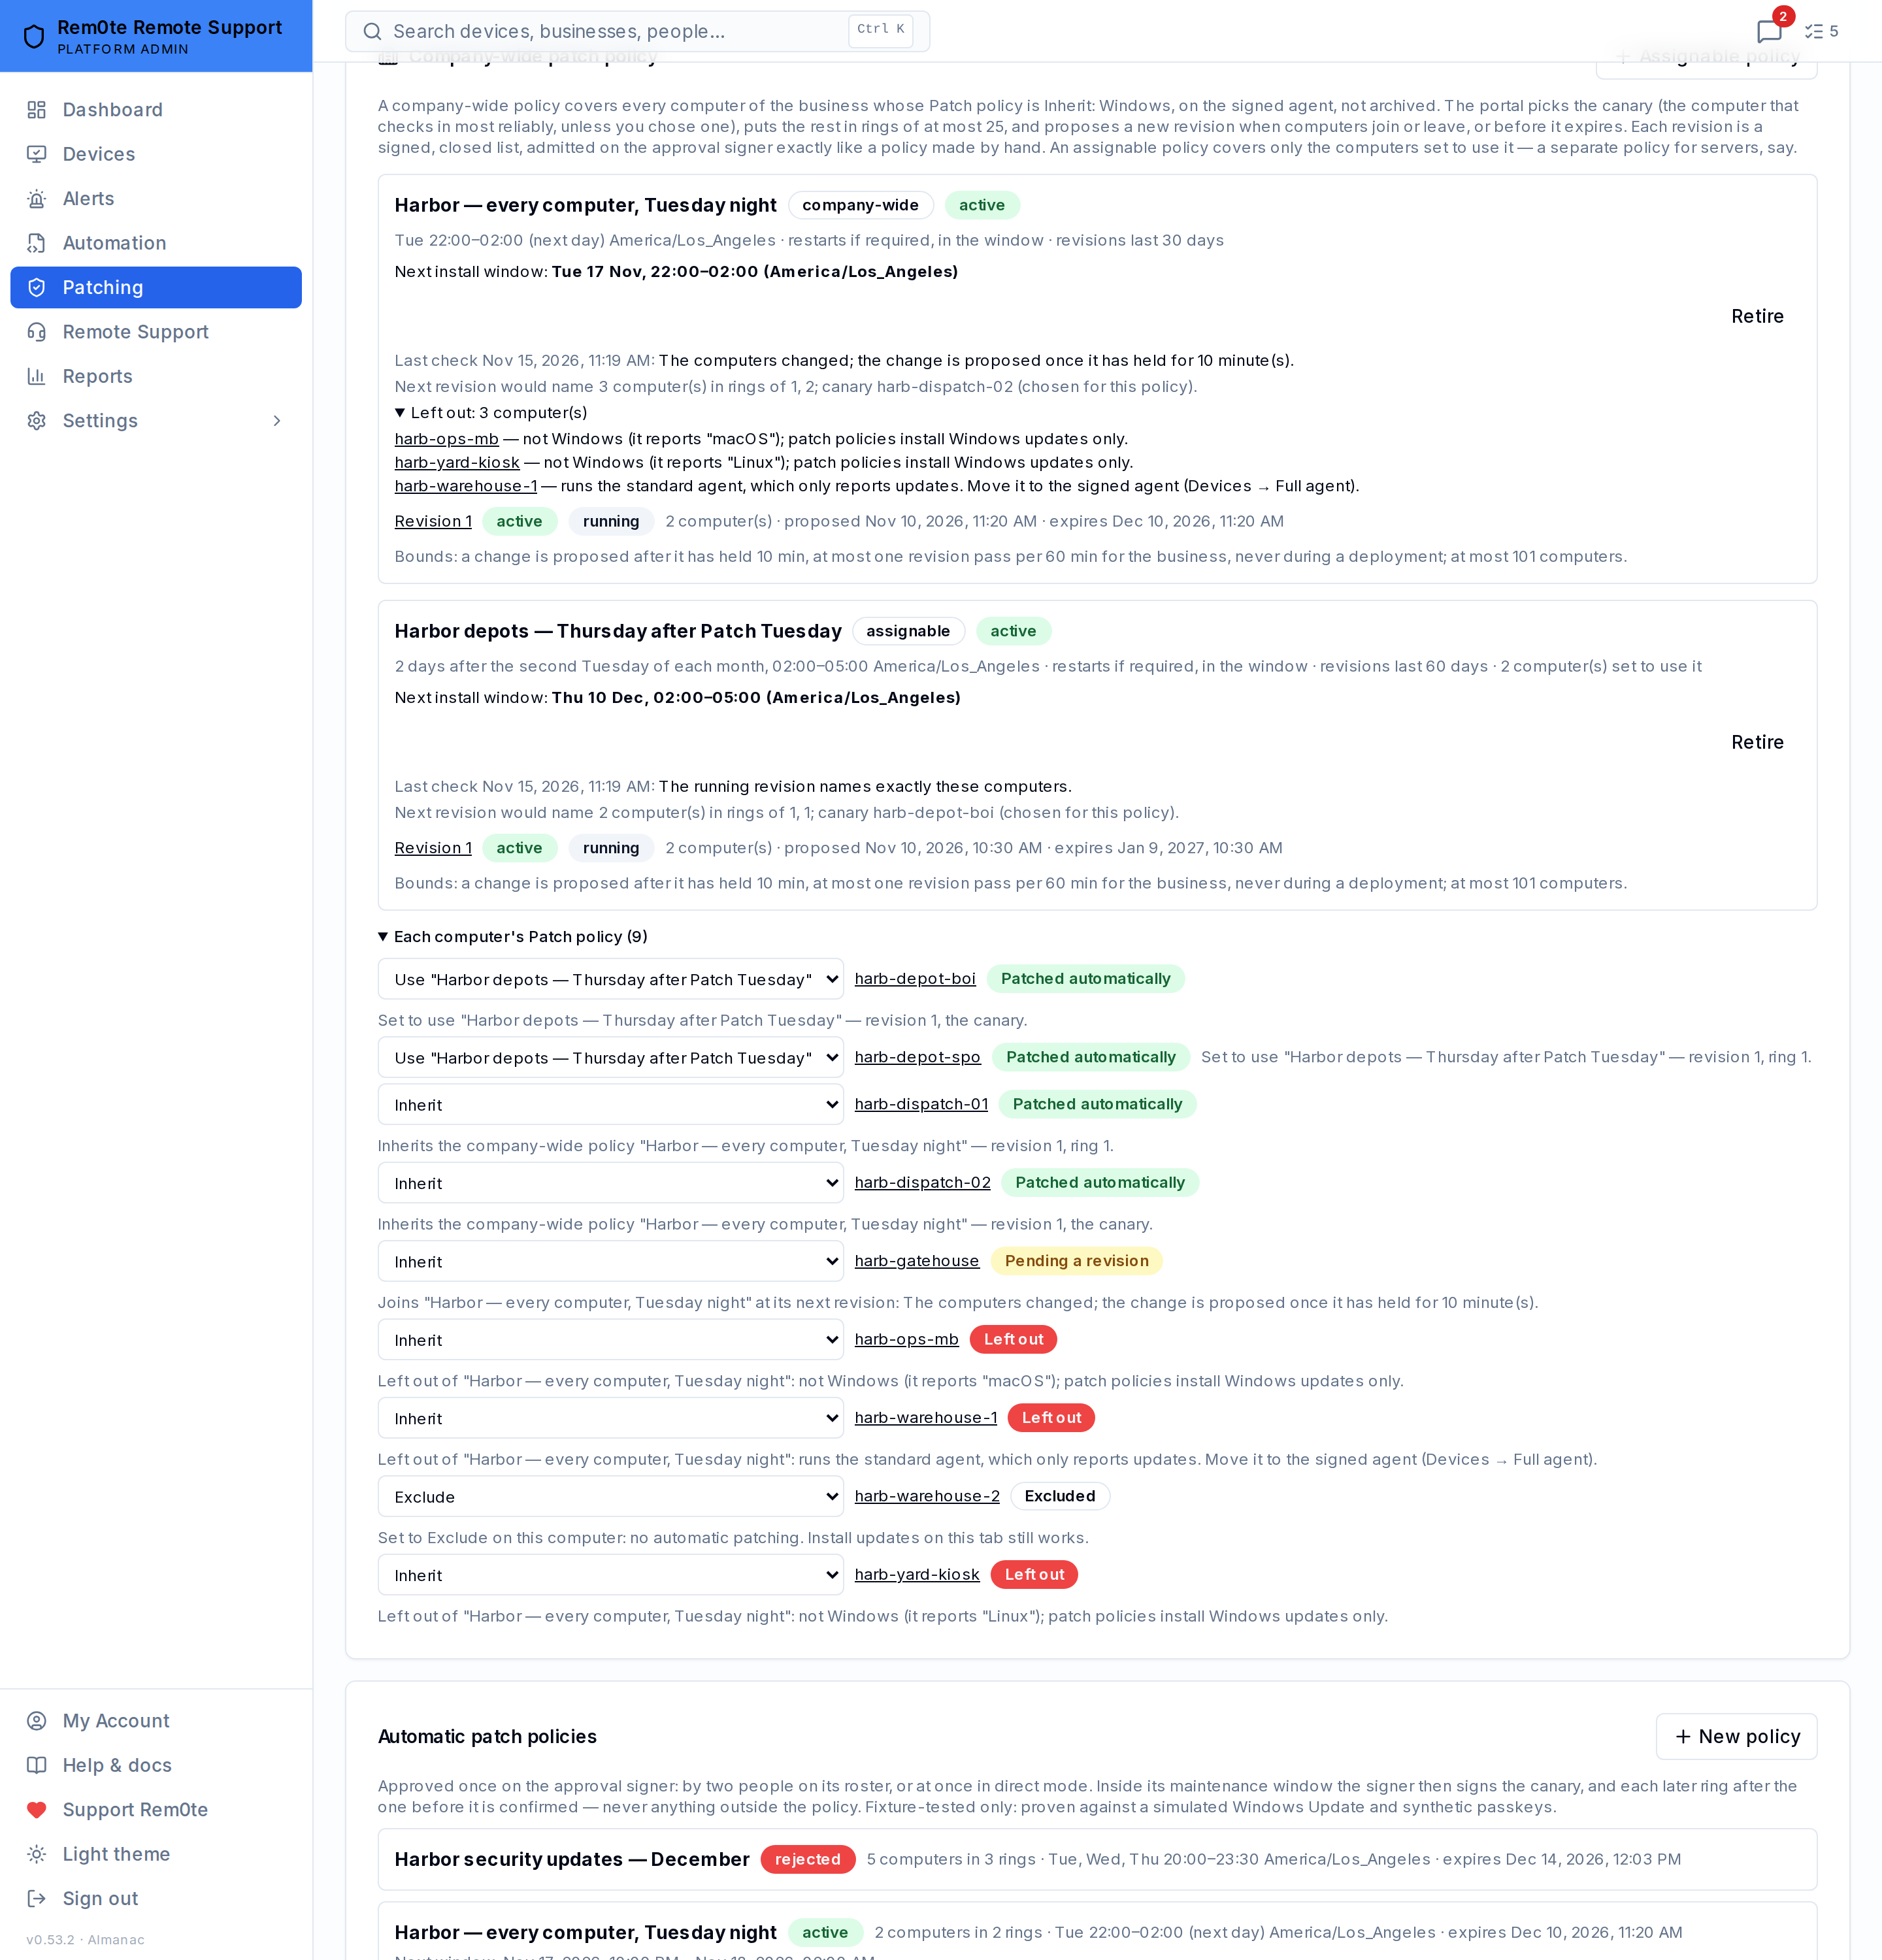 Rem0te Remote Support
PLATFORM ADMIN
Search devices, businesses, people...
Ctrl K
2
5
Dashboard
Devices
Alerts
Automation
Patching
Remote Support
Reports
Settings
Company-wide patch policy
+ Assignable policy
A company-wide policy covers every computer of the business whose Patch policy is Inherit: Windows, on the signed agent, not archived. The portal picks the canary (the computer that
checks in most reliably, unless you chose one), puts the rest in rings of at most 25, and proposes a new revision when computers join or leave, or before it expires. Each revision is a
signed, closed list, admitted on the approval signer exactly like a policy made by hand. An assignable policy covers only the computers set to use it — a separate policy for servers, say.
Harbor — every computer, Tuesday night company-wide active
Tue 22:00–02:00 (next day) America/Los_Angeles · restarts if required, in the window · revisions last 30 days
Next install window: Tue 17 Nov, 22:00–02:00 (America/Los_Angeles)
Retire
Last check Nov 15, 2026, 11:19 AM: The computers changed; the change is proposed once it has held for 10 minute(s).
Next revision would name 3 computer(s) in rings of 1, 2; canary harb-dispatch-02 (chosen for this policy).
▼ Left out: 3 computer(s)
harb-ops-mb — not Windows (it reports "macOS"); patch policies install Windows updates only.
harb-yard-kiosk — not Windows (it reports "Linux"); patch policies install Windows updates only.
harb-warehouse-1 — runs the standard agent, which only reports updates. Move it to the signed agent (Devices → Full agent).
Revision 1 active running 2 computer(s) · proposed Nov 10, 2026, 11:20 AM · expires Dec 10, 2026, 11:20 AM
Bounds: a change is proposed after it has held 10 min, at most one revision pass per 60 min for the business, never during a deployment; at most 101 computers.
Harbor depots — Thursday after Patch Tuesday assignable active
2 days after the second Tuesday of each month, 02:00–05:00 America/Los_Angeles · restarts if required, in the window · revisions last 60 days · 2 computer(s) set to use it
Next install window: Thu 10 Dec, 02:00–05:00 (America/Los_Angeles)
Retire
Last check Nov 15, 2026, 11:19 AM: The running revision names exactly these computers.
Next revision would name 2 computer(s) in rings of 1, 1; canary harb-depot-boi (chosen for this policy).
Revision 1 active running 2 computer(s) · proposed Nov 10, 2026, 10:30 AM · expires Jan 9, 2027, 10:30 AM
Bounds: a change is proposed after it has held 10 min, at most one revision pass per 60 min for the business, never during a deployment; at most 101 computers.
▼ Each computer's Patch policy (9)
Use "Harbor depots — Thursday after Patch Tuesday" harb-depot-boi Patched automatically
Set to use "Harbor depots — Thursday after Patch Tuesday" — revision 1, the canary.
Use "Harbor depots — Thursday after Patch Tuesday" harb-depot-spo Patched automatically Set to use "Harbor depots — Thursday after Patch Tuesday" — revision 1, ring 1.
Inherit harb-dispatch-01 Patched automatically
Inherits the company-wide policy "Harbor — every computer, Tuesday night" — revision 1, ring 1.
Inherit harb-dispatch-02 Patched automatically
Inherits the company-wide policy "Harbor — every computer, Tuesday night" — revision 1, the canary.
Inherit harb-gatehouse Pending a revision
Joins "Harbor — every computer, Tuesday night" at its next revision: The computers changed; the change is proposed once it has held for 10 minute(s).
Inherit harb-ops-mb Left out
Left out of "Harbor — every computer, Tuesday night": not Windows (it reports "macOS"); patch policies install Windows updates only.
Inherit harb-warehouse-1 Left out
Left out of "Harbor — every computer, Tuesday night": runs the standard agent, which only reports updates. Move it to the signed agent (Devices → Full agent).
Exclude harb-warehouse-2 Excluded
Set to Exclude on this computer: no automatic patching. Install updates on this tab still works.
Inherit harb-yard-kiosk Left out
Left out of "Harbor — every computer, Tuesday night": not Windows (it reports "Linux"); patch policies install Windows updates only.
Automatic patch policies
+ New policy
Approved once on the approval signer: by two people on its roster, or at once in direct mode. Inside its maintenance window the signer then signs the canary, and each later ring after the
one before it is confirmed — never anything outside the policy. Fixture-tested only: proven against a simulated Windows Update and synthetic passkeys.
Harbor security updates — December rejected 5 computers in 3 rings · Tue, Wed, Thu 20:00–23:30 America/Los_Angeles · expires Dec 14, 2026, 12:03 PM
Harbor — every computer, Tuesday night active 2 computers in 2 rings · Tue 22:00–02:00 (next day) America/Los_Angeles · expires Dec 10, 2026, 11:20 AM
My Account
Help & docs
Support Rem0te
Light theme
Sign out
v0.53.2 · Almanac